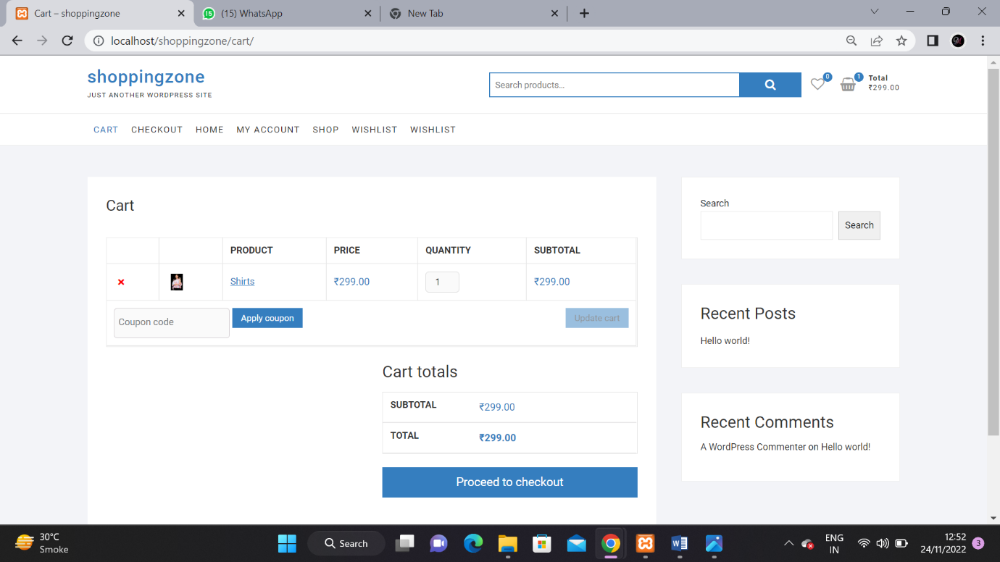 Cart – shoppingzone
15
(15) WhatsApp
New Tab
localhost/shoppingzone/cart/
shoppingzone
JUST ANOTHER WORDPRESS SITE
Search products...
0
1
Total
₹299.00
CART CHECKOUT HOME MY ACCOUNT SHOP WISHLIST WISHLIST
Cart
PRODUCT PRICE QUANTITY SUBTOTAL
Shirts ₹299.00 1 ₹299.00
Coupon code Apply coupon Update cart
Cart totals
SUBTOTAL ₹299.00
TOTAL ₹299.00
Proceed to checkout
Search
Search
Recent Posts
Hello world!
Recent Comments
A WordPress Commenter on Hello world!
30°C
Smoke
Search
ENG
IN
12:52
24/11/2022
3